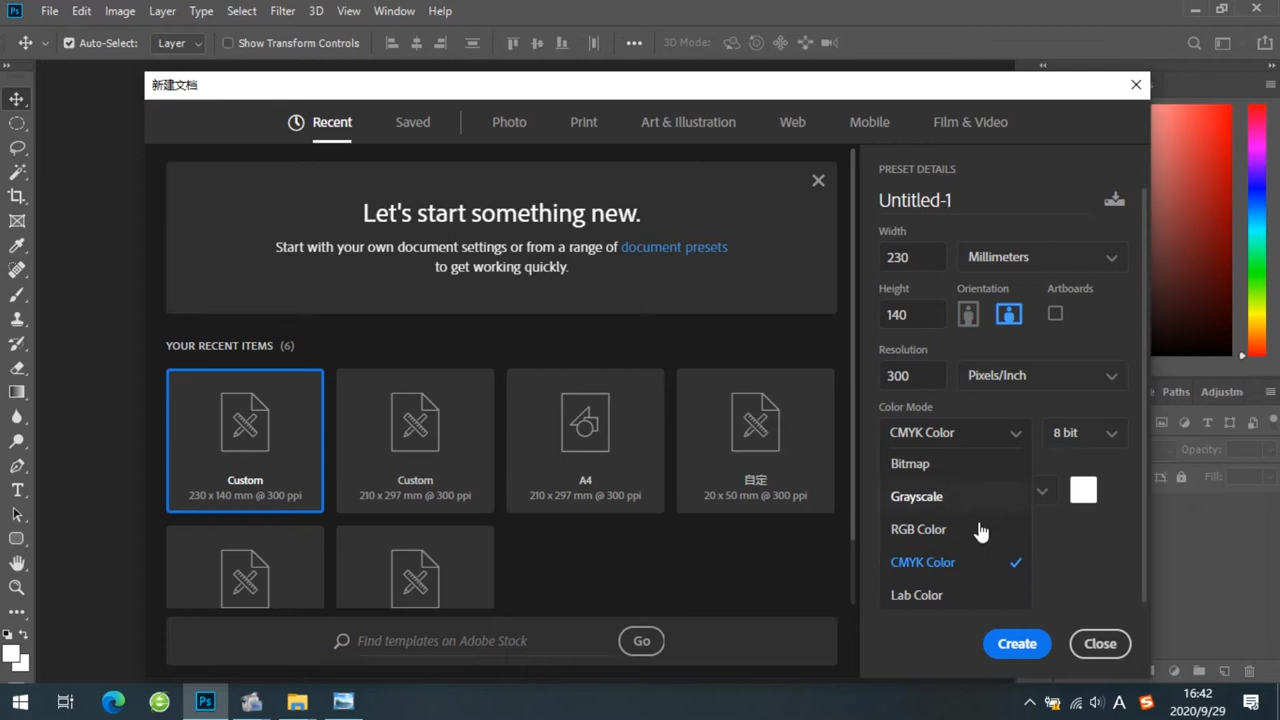 Ps File Edit Image Layer Type Select Filter 3D View Window Help
Auto-Select: Layer Show Transform Controls 3D Mode:
新建文档
Recent Saved Photo Print Art & Illustration Web Mobile Film & Video
Let's start something new.
Start with your own document settings or from a range of document presets
to get working quickly.
YOUR RECENT ITEMS (6)
Custom
230 x 140 mm @ 300 ppi
Custom
210 x 297 mm @ 300 ppi
A4
210 x 297 mm @ 300 ppi
自定
20 x 50 mm @ 300 ppi
Find templates on Adobe Stock Go
PRESET DETAILS
Untitled-1
Width
230 Millimeters
Height Orientation Artboards
140
Resolution
300 Pixels/Inch
Color Mode
CMYK Color 8 bit
Bitmap
Grayscale
RGB Color
CMYK Color
Lab Color
Create Close
Paths Adjustm
Opacity:
Fill:
Ps
A
16:42
2020/9/29